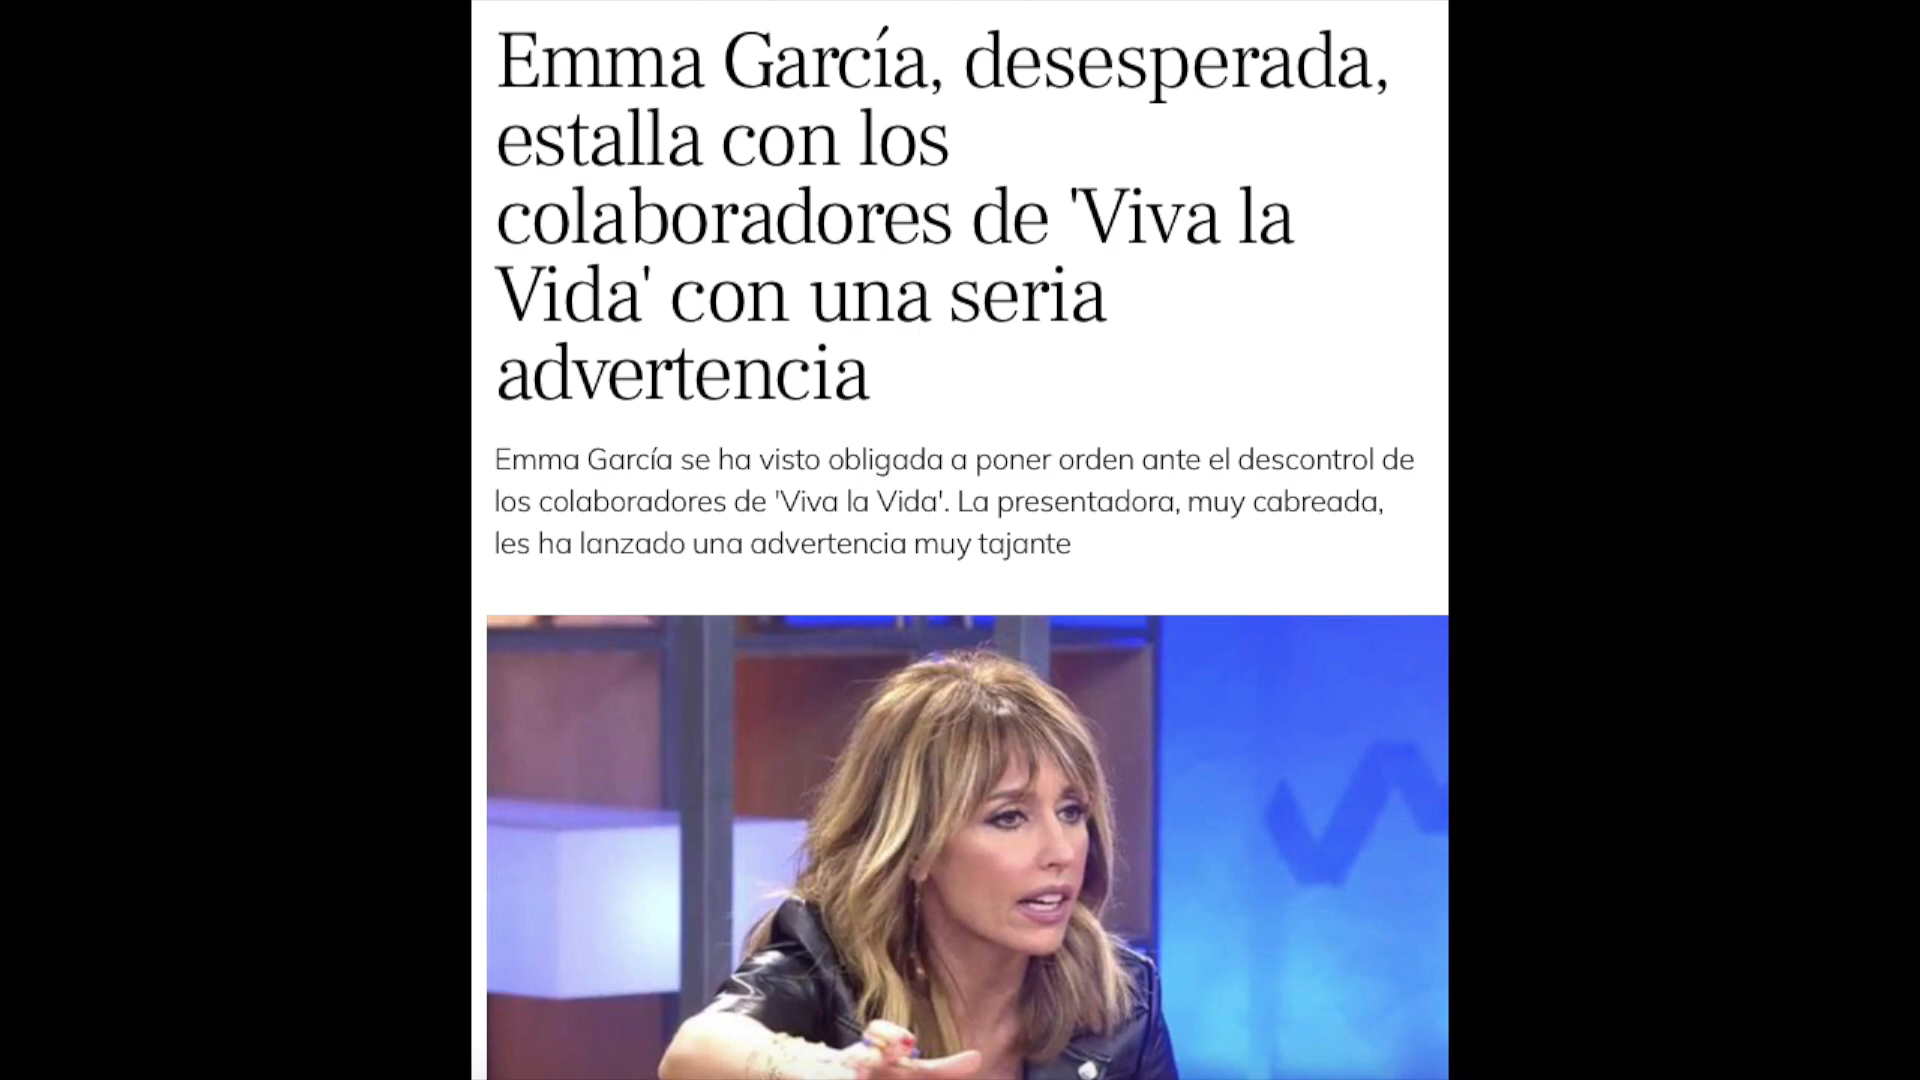 Emma García, desesperada,
estalla con los
colaboradores de 'Viva la
Vida' con una seria
advertencia
Emma García se ha visto obligada a poner orden ante el descontrol de
los colaboradores de 'Viva la Vida'. La presentadora, muy cabreada,
les ha lanzado una advertencia muy tajante